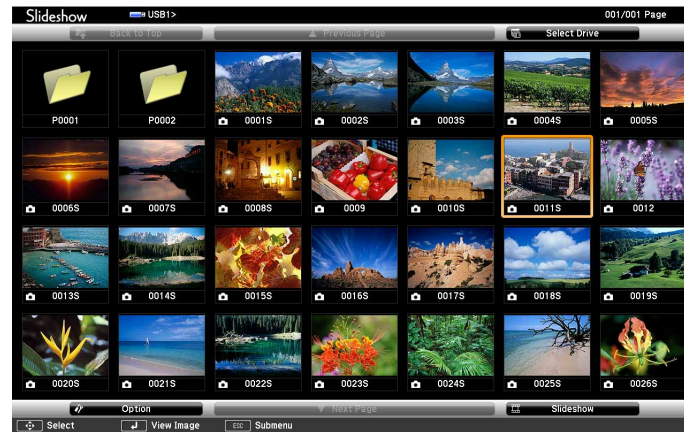 Slideshow USB1> 001/001 Page
Back to Top Previous Page Select Drive
P0001 P0002 0001S 0002S 0003S 0004S 0005S
0006S 0007S 0008S 0009 0010S 0011S 0012
0013S 0014S 0015S 0016S 0017S 0018S 0019S
0020S 0021S 0022S 0023S 0024S 0025S 0026S
Option Next Page Slideshow
Select View Image ESC Submenu